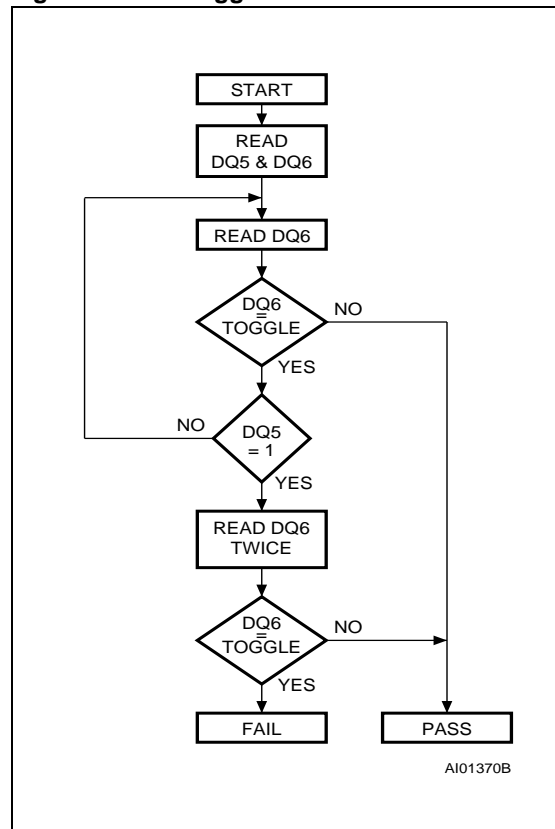 START
READ
DQ5 & DQ6
READ DQ6
DQ6
=
TOGGLE
NO
YES
NO
DQ5
= 1
YES
READ DQ6
TWICE
DQ6
=
TOGGLE
NO
YES
FAIL
PASS
AI01370B